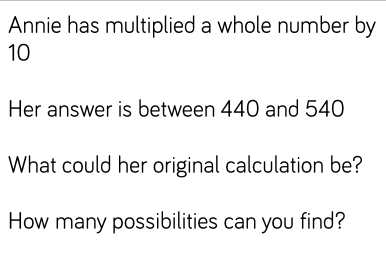 Annie has multiplied a whole number by
10
Her answer is between 440 and 540
What could her original calculation be?
How many possibilities can you find?